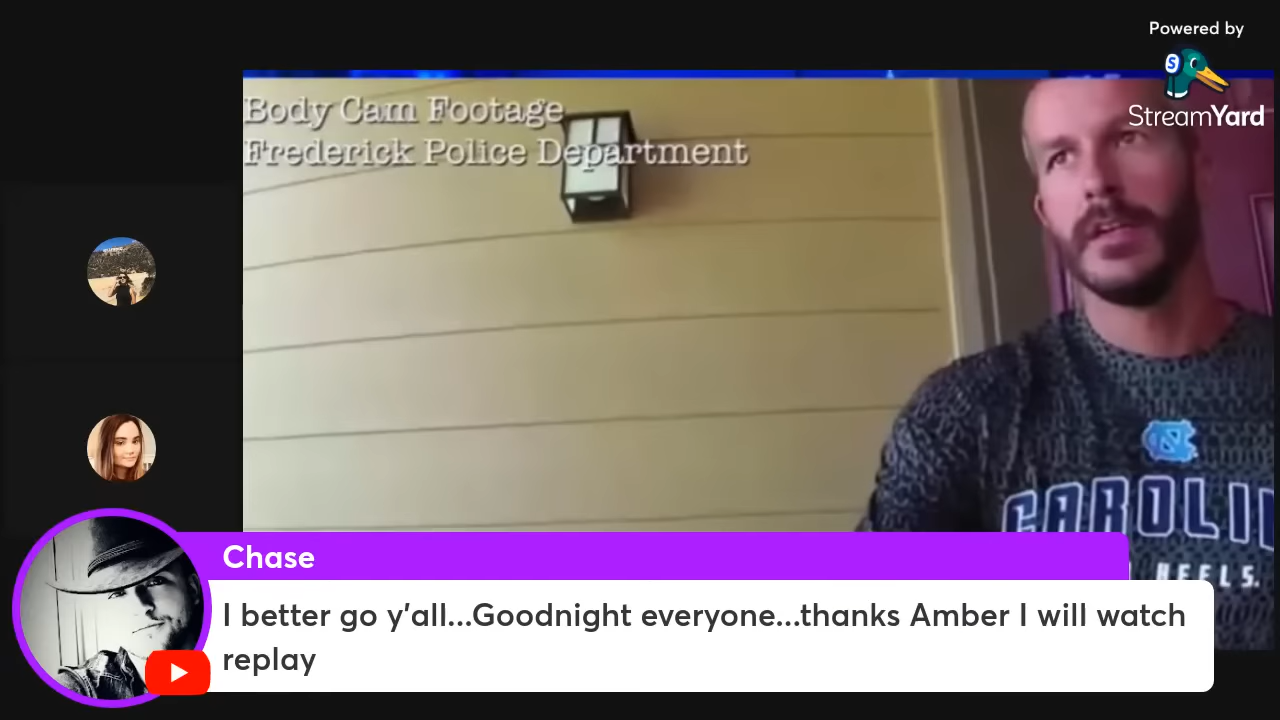 Powered by
StreamYard
Body Cam Footage
Frederick Police Department
CAROLI
HEELS.
Chase
I better go y'all...Goodnight everyone...thanks Amber I will watch
replay